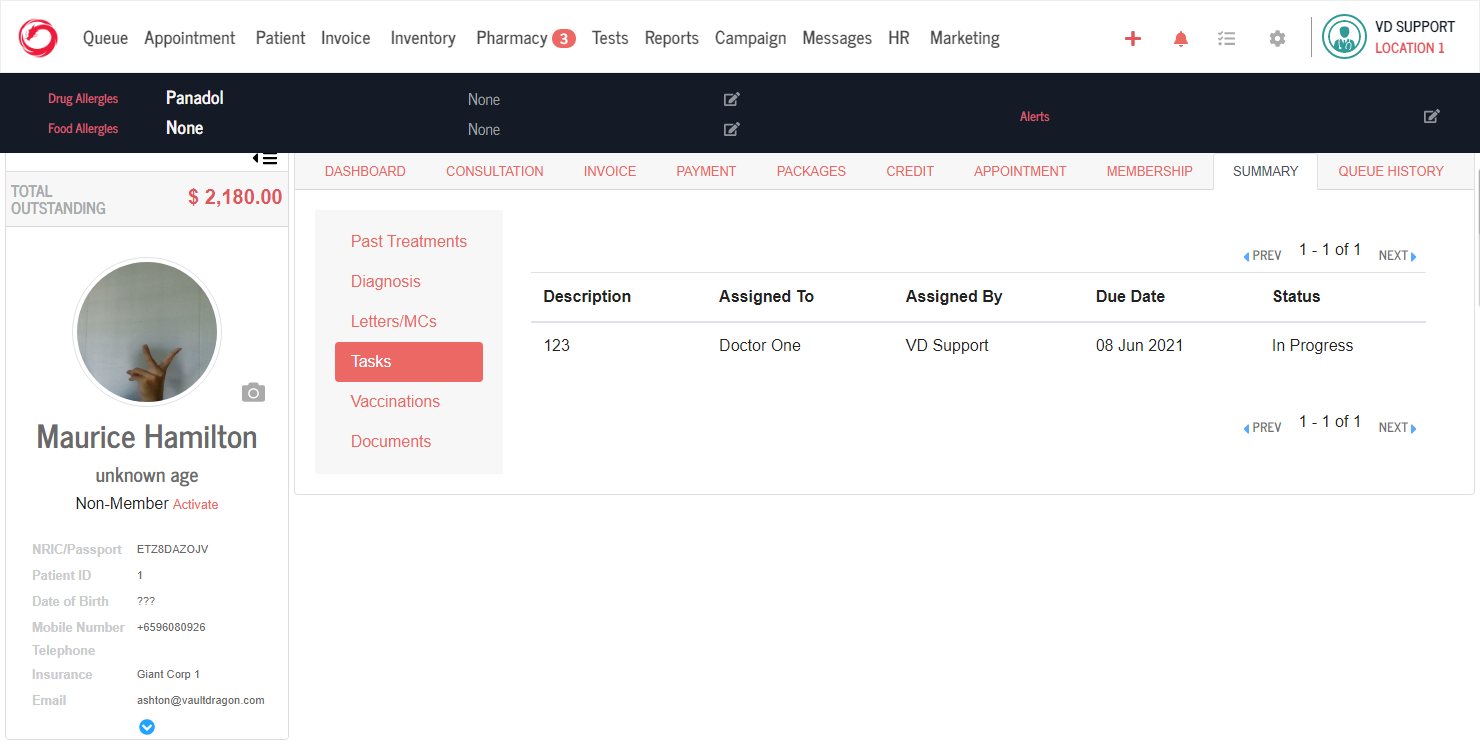 Queue Appointment Patient Invoice Inventory Pharmacy 3 Tests Reports Campaign Messages HR Marketing
VD SUPPORT
LOCATION 1
Drug Allergies Panadol None
Food Allergies None None
Alerts
DASHBOARD CONSULTATION INVOICE PAYMENT PACKAGES CREDIT APPOINTMENT MEMBERSHIP SUMMARY QUEUE HISTORY
TOTAL
OUTSTANDING
$ 2,180.00
Maurice Hamilton
unknown age
Non-Member Activate
NRIC/Passport ETZ8DAZOJV
Patient ID 1
Date of Birth ???
Mobile Number +6596080926
Telephone
Insurance Giant Corp 1
Email ashton@vaultdragon.com
Past Treatments
Diagnosis
Letters/MCs
Tasks
Vaccinations
Documents
PREV 1 - 1 of 1 NEXT
Description Assigned To Assigned By Due Date Status
123 Doctor One VD Support 08 Jun 2021 In Progress
PREV 1 - 1 of 1 NEXT